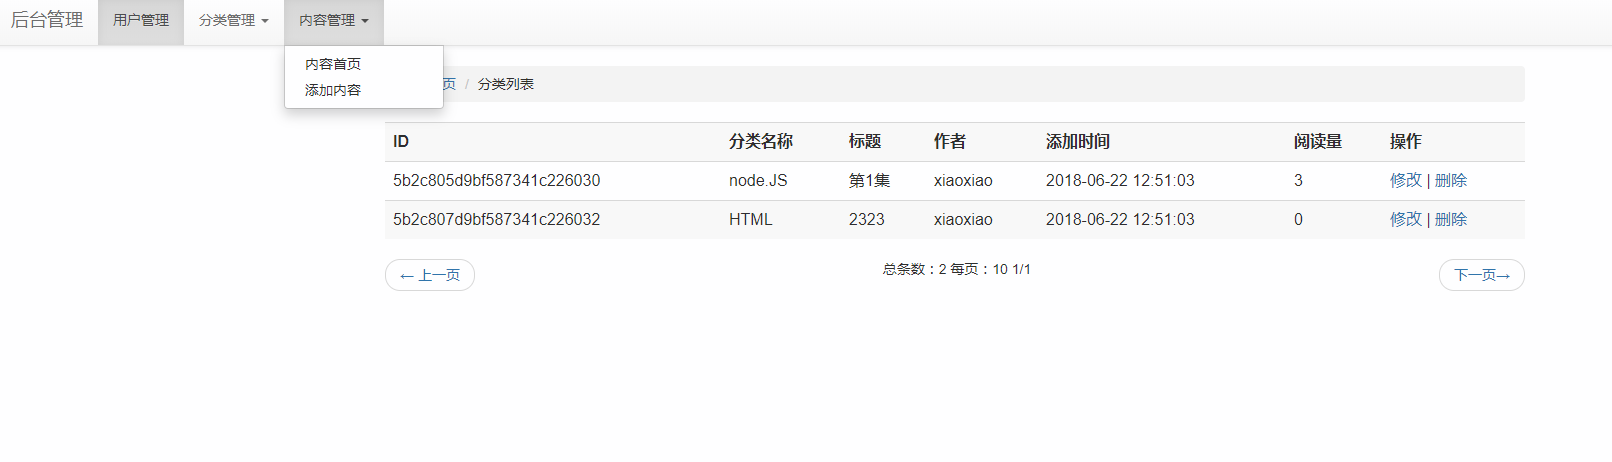 后台管理 用户管理 分类管理 内容管理
内容首页
添加内容
页 / 分类列表
ID 分类名称 标题 作者 添加时间 阅读量 操作
5b2c805d9bf587341c226030 node.JS 第1集 xiaoxiao 2018-06-22 12:51:03 3 修改 | 删除
5b2c807d9bf587341c226032 HTML 2323 xiaoxiao 2018-06-22 12:51:03 0 修改 | 删除
← 上一页 总条数：2 每页：10 1/1 下一页→